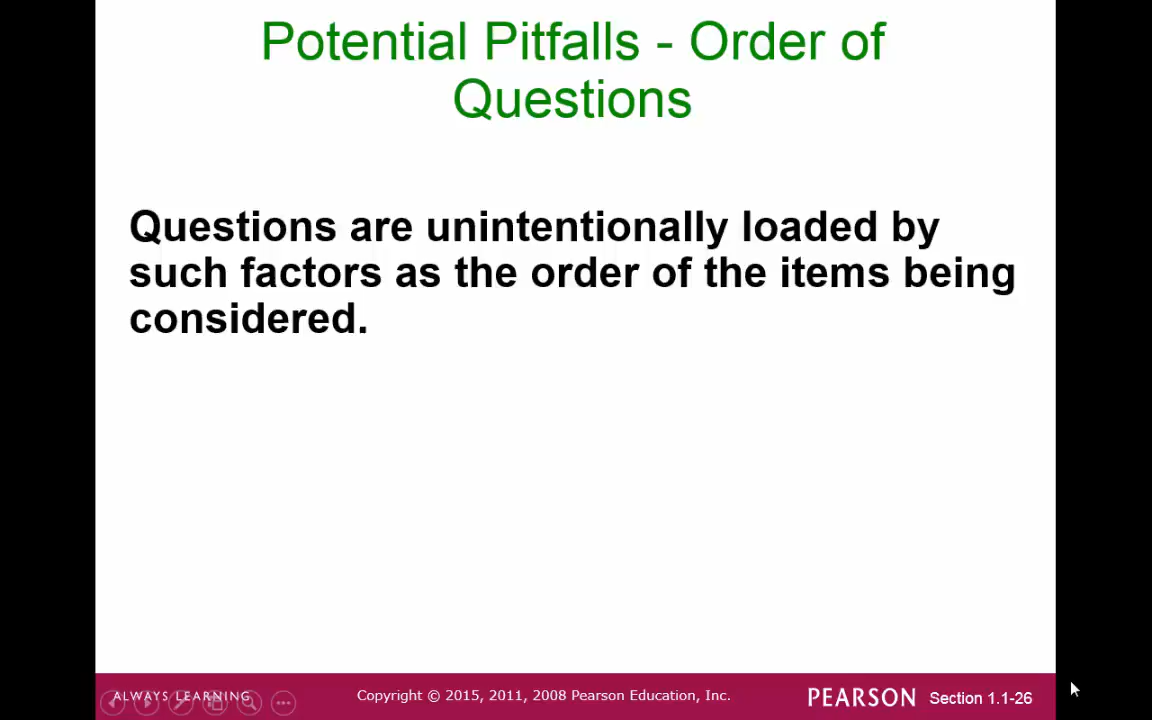 Potential Pitfalls - Order of
Questions
Questions are unintentionally loaded by
such factors as the order of the items being
considered.
ALWAYS LEARNING
Copyright © 2015, 2011, 2008 Pearson Education, Inc.
PEARSON
Section 1.1-26